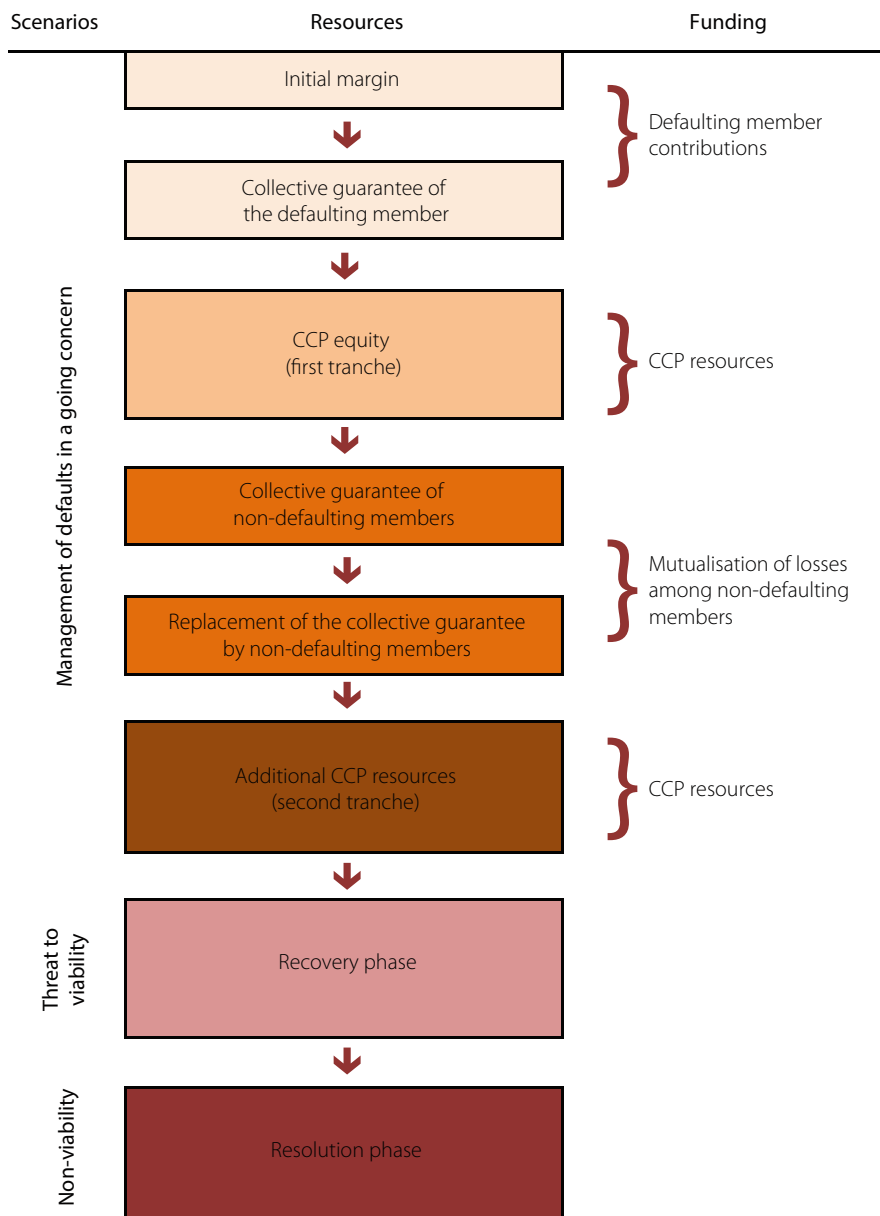 Scenarios
Resources
Funding
Initial margin
Defaulting member
contributions
Collective guarantee of
the defaulting member
Management of defaults in a going concern
CCP equity
(first tranche)
CCP resources
Collective guarantee of
non-defaulting members
Mutualisation of losses
among non-defaulting
members
Replacement of the collective guarantee
by non-defaulting members
Additional CCP resources
(second tranche)
CCP resources
Threat to
viability
Recovery phase
Non-viability
Resolution phase